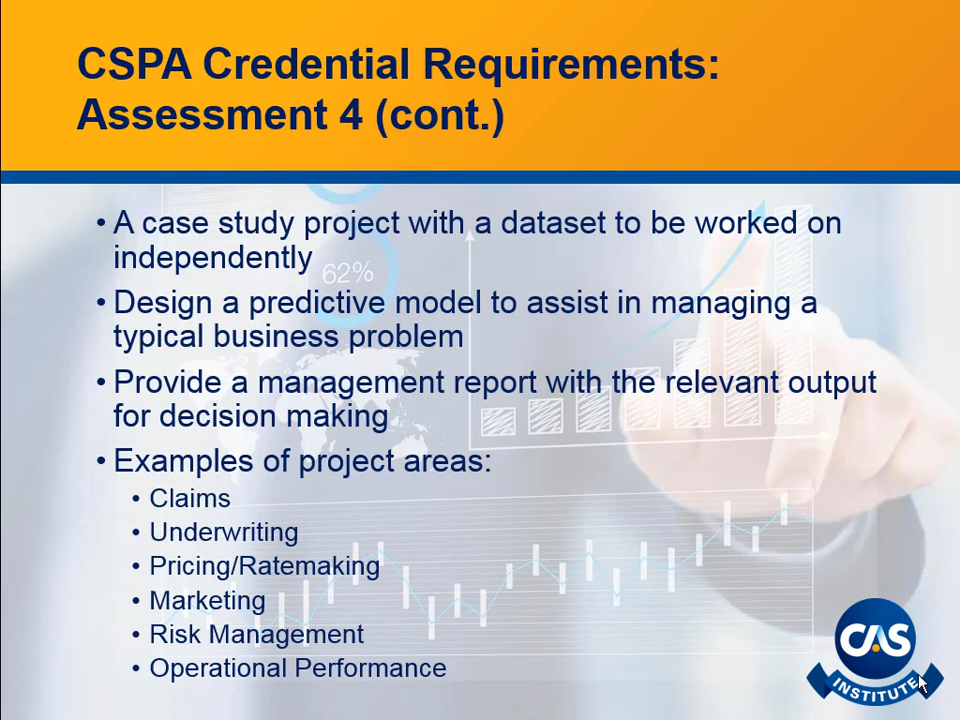 CSPA Credential Requirements:
Assessment 4 (cont.)
• A case study project with a dataset to be worked on
independently
62%
• Design a predictive model to assist in managing a
typical business problem
• Provide a management report with the relevant output
for decision making
• Examples of project areas:
• Claims
• Underwriting
• Pricing/Ratemaking
• Marketing
• Risk Management
• Operational Performance
CAS
INSTITUTE